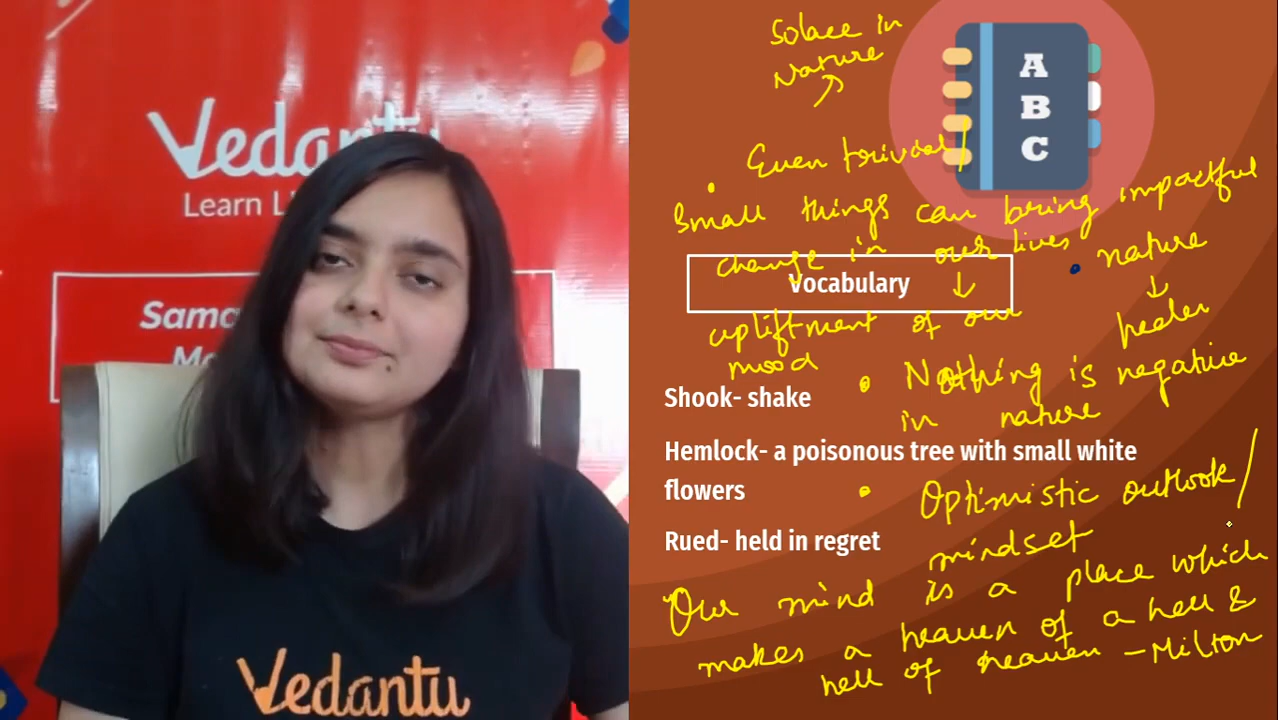 Vedantu
Learn L
Sama
Ma
Vedantu
Solace in
Nature
A
B
C
Even trivial/
small things can bring impactful
change in our lives
nature
Vocabulary
upliftment of our
mood
healer
Shook- shake
Nothing is negative
in nature
Hemlock- a poisonous tree with small white
flowers
Optimistic outlook/
mindset
Rued- held in regret
"Our mind is a place which
makes a heaven of a hell &
hell of heaven - Milton